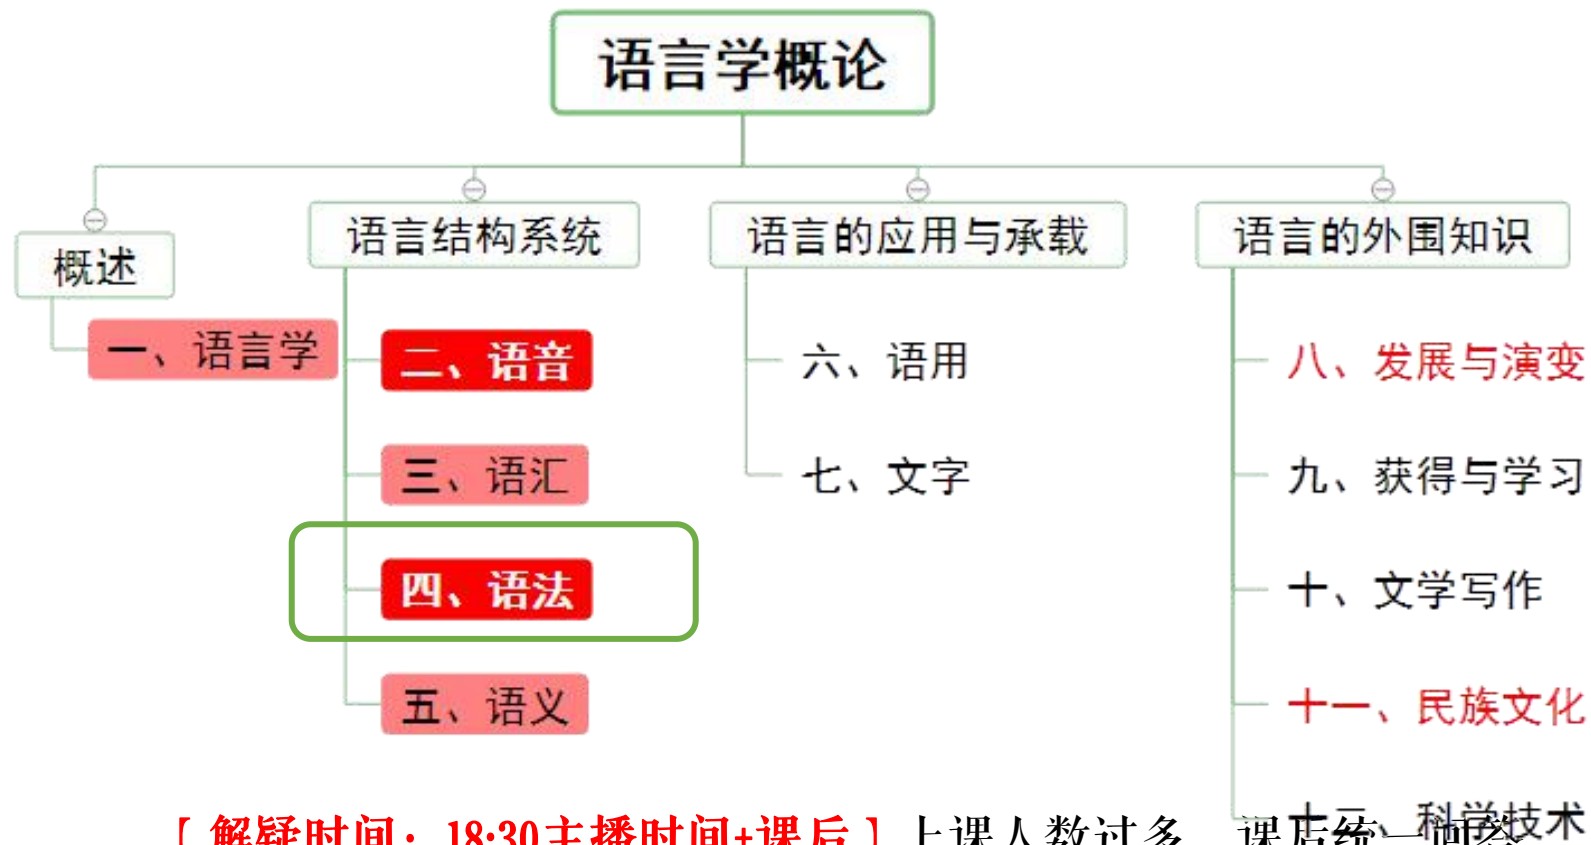 语言学概论
概述
一、语言学
语言结构系统
二、语音
三、语汇
四、语法
五、语义
语言的应用与承载
六、语用
七、文字
语言的外围知识
八、发展与演变
九、获得与学习
十、文学写作
十一、民族文化
十二、科学技术
【解疑时间：18:30主播时间+课后】上课人数过多，课后统一回答